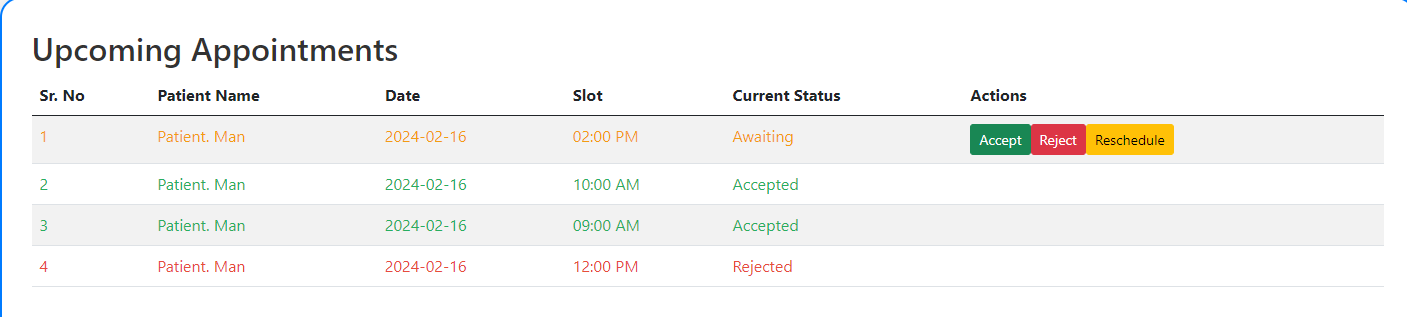 Upcoming Appointments
Sr. No Patient Name Date Slot Current Status Actions
1 Patient. Man 2024-02-16 02:00 PM Awaiting Accept Reject Reschedule
2 Patient. Man 2024-02-16 10:00 AM Accepted
3 Patient. Man 2024-02-16 09:00 AM Accepted
4 Patient. Man 2024-02-16 12:00 PM Rejected